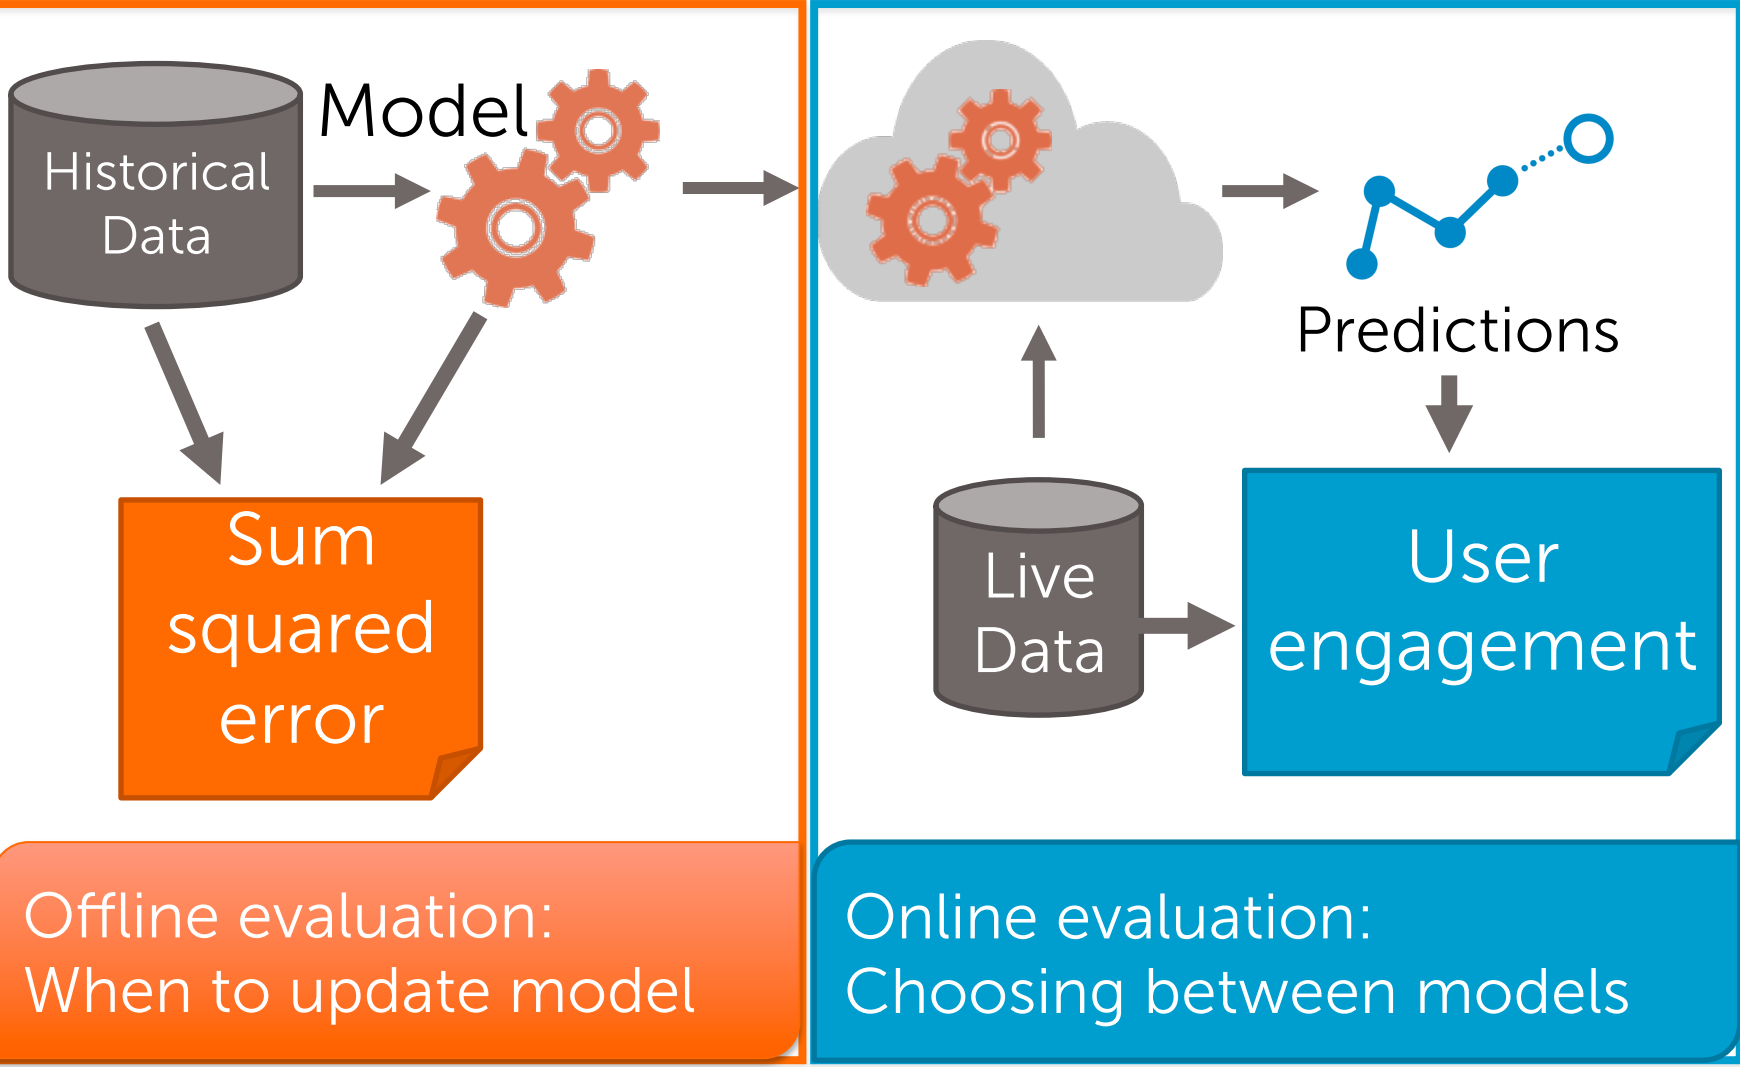 Historical
Data
Model
Sum
squared
error
Offline evaluation:
When to update model
Predictions
Live
Data
User
engagement
Online evaluation:
Choosing between models